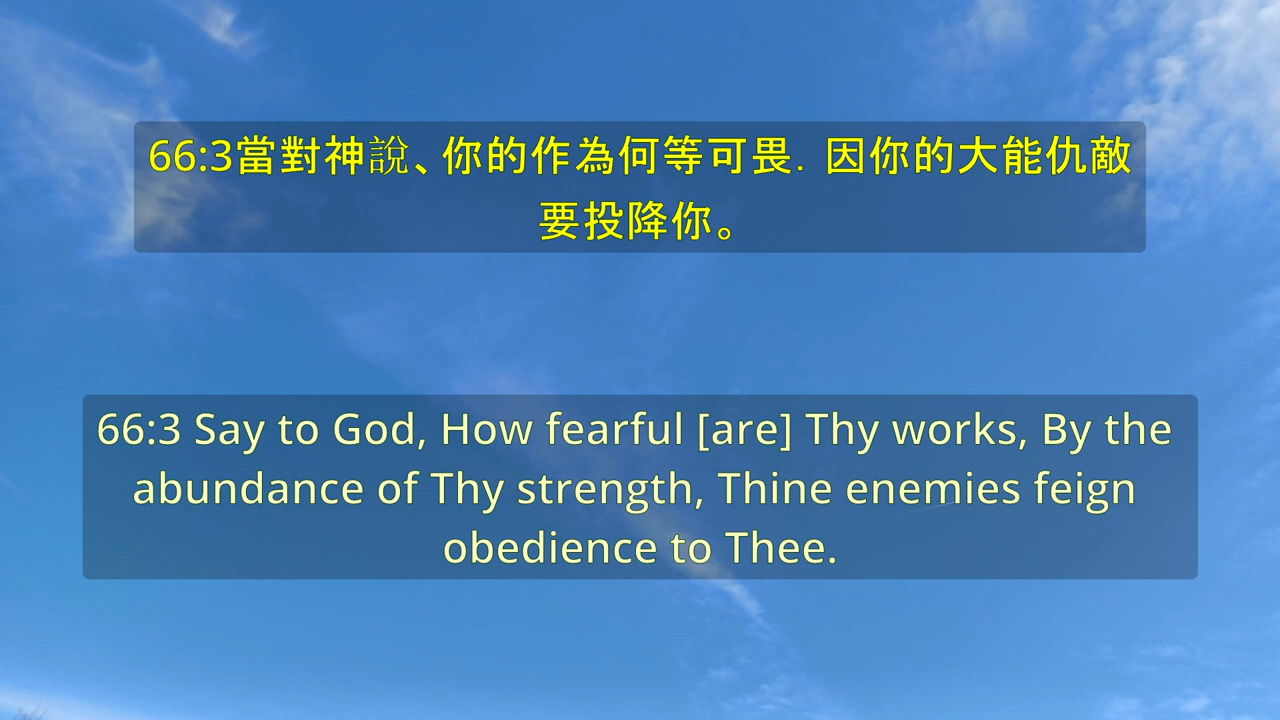 66:3當對神說、你的作為何等可畏．因你的大能仇敵
要投降你。
66:3 Say to God, How fearful [are] Thy works, By the
abundance of Thy strength, Thine enemies feign
obedience to Thee.